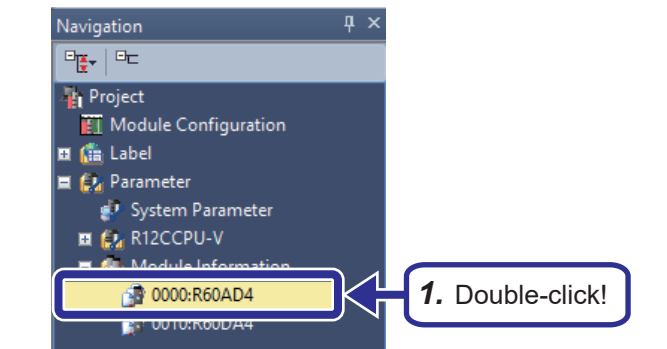 Navigation
Project
Module Configuration
Label
Parameter
System Parameter
R12CCPU-V
Module Information
0000:R60AD4
1. Double-click!
0010:R60DA4